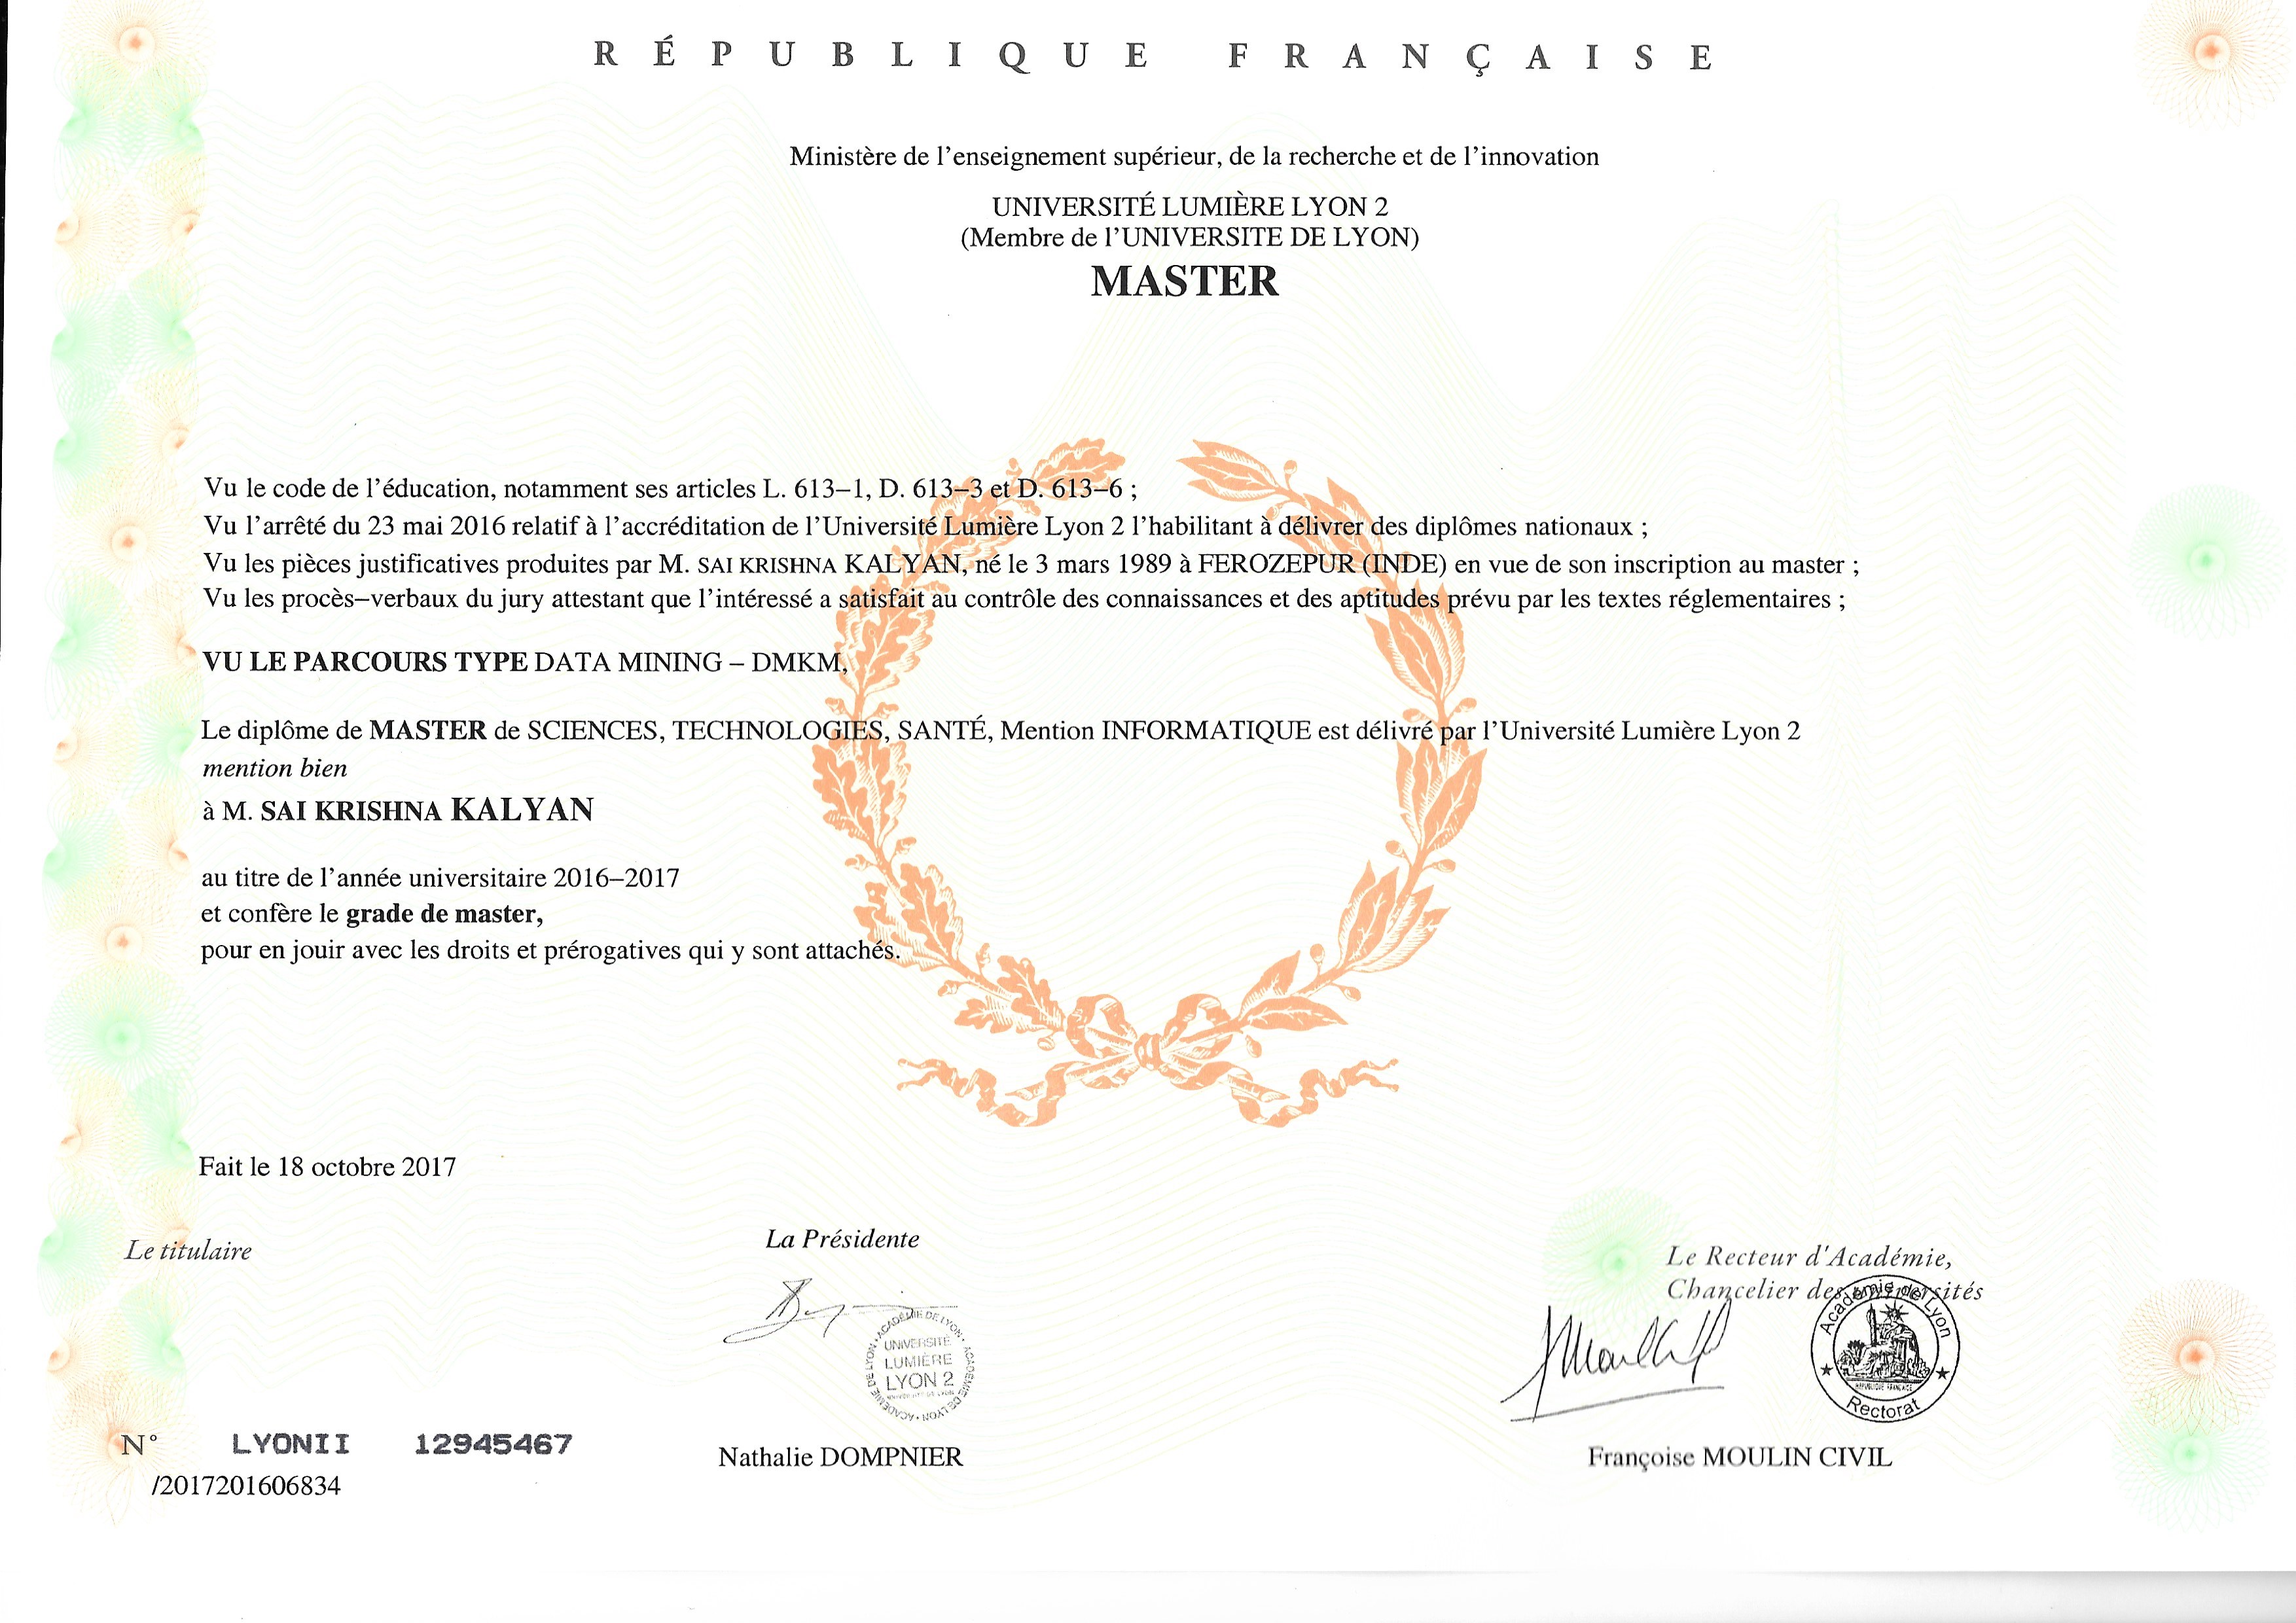 RÉPUBLIQUE FRANÇAISE
Ministère de l'enseignement supérieur, de la recherche et de l'innovation
UNIVERSITÉ LUMIÈRE LYON 2
(Membre de l'UNIVERSITE DE LYON)
MASTER
Vu le code de l'éducation, notamment ses articles L. 613–1, D. 613–3 et D. 613–6 ;
Vu l'arrêté du 23 mai 2016 relatif à l'accréditation de l'Université Lumière Lyon 2 l'habilitant à délivrer des diplômes nationaux ;
Vu les pièces justificatives produites par M. SAI KRISHNA KALYAN, né le 3 mars 1989 à FEROZEPUR (INDE) en vue de son inscription au master ;
Vu les procès–verbaux du jury attestant que l'intéressé a satisfait au contrôle des connaissances et des aptitudes prévu par les textes réglementaires ;
VU LE PARCOURS TYPE DATA MINING – DMKM,
Le diplôme de MASTER de SCIENCES, TECHNOLOGIES, SANTÉ, Mention INFORMATIQUE est délivré par l'Université Lumière Lyon 2
mention bien
à M. SAI KRISHNA KALYAN
au titre de l'année universitaire 2016–2017
et confère le grade de master,
pour en jouir avec les droits et prérogatives qui y sont attachés.
Fait le 18 octobre 2017
Le titulaire
La Présidente
Le Recteur d'Académie,
Chancelier des Universités
ACADÉMIE DE LYON • ACADÉMIE DE LYON • ACADÉMIE DE LYON
UNIVERSITÉ
LUMIÈRE
LYON 2
Académie de Lyon
RÉPUBLIQUE FRANÇAISE
Rectorat
N° LYONII 12945467
/2017201606834
Nathalie DOMPNIER
Françoise MOULIN CIVIL